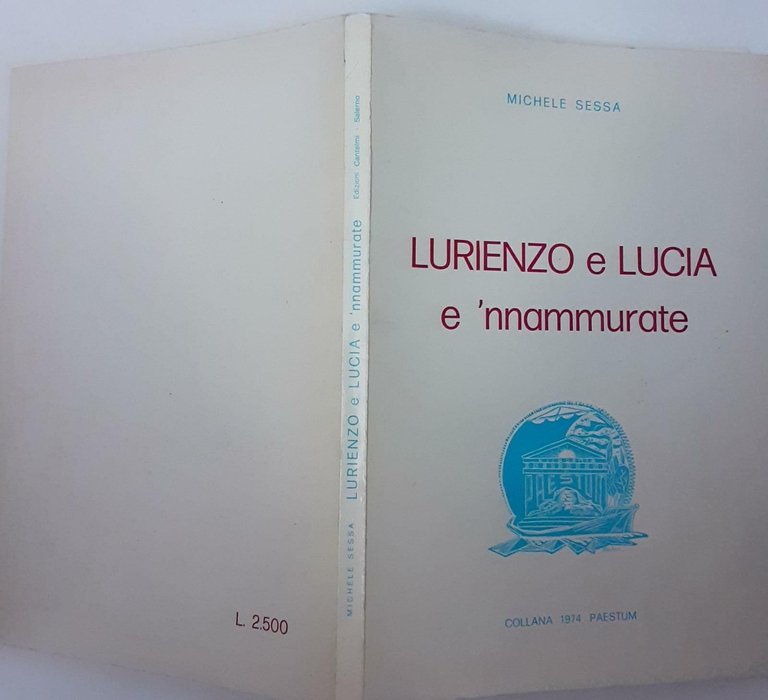 MICHELE SESSA
LURIENZO e LUCIA
e 'nnammurate
COLLANA 1974 PAESTUM
MICHELE SESSA LURIENZO e LUCIA e 'nnammurate Edizioni Cantelmi - Salerno
L. 2.500